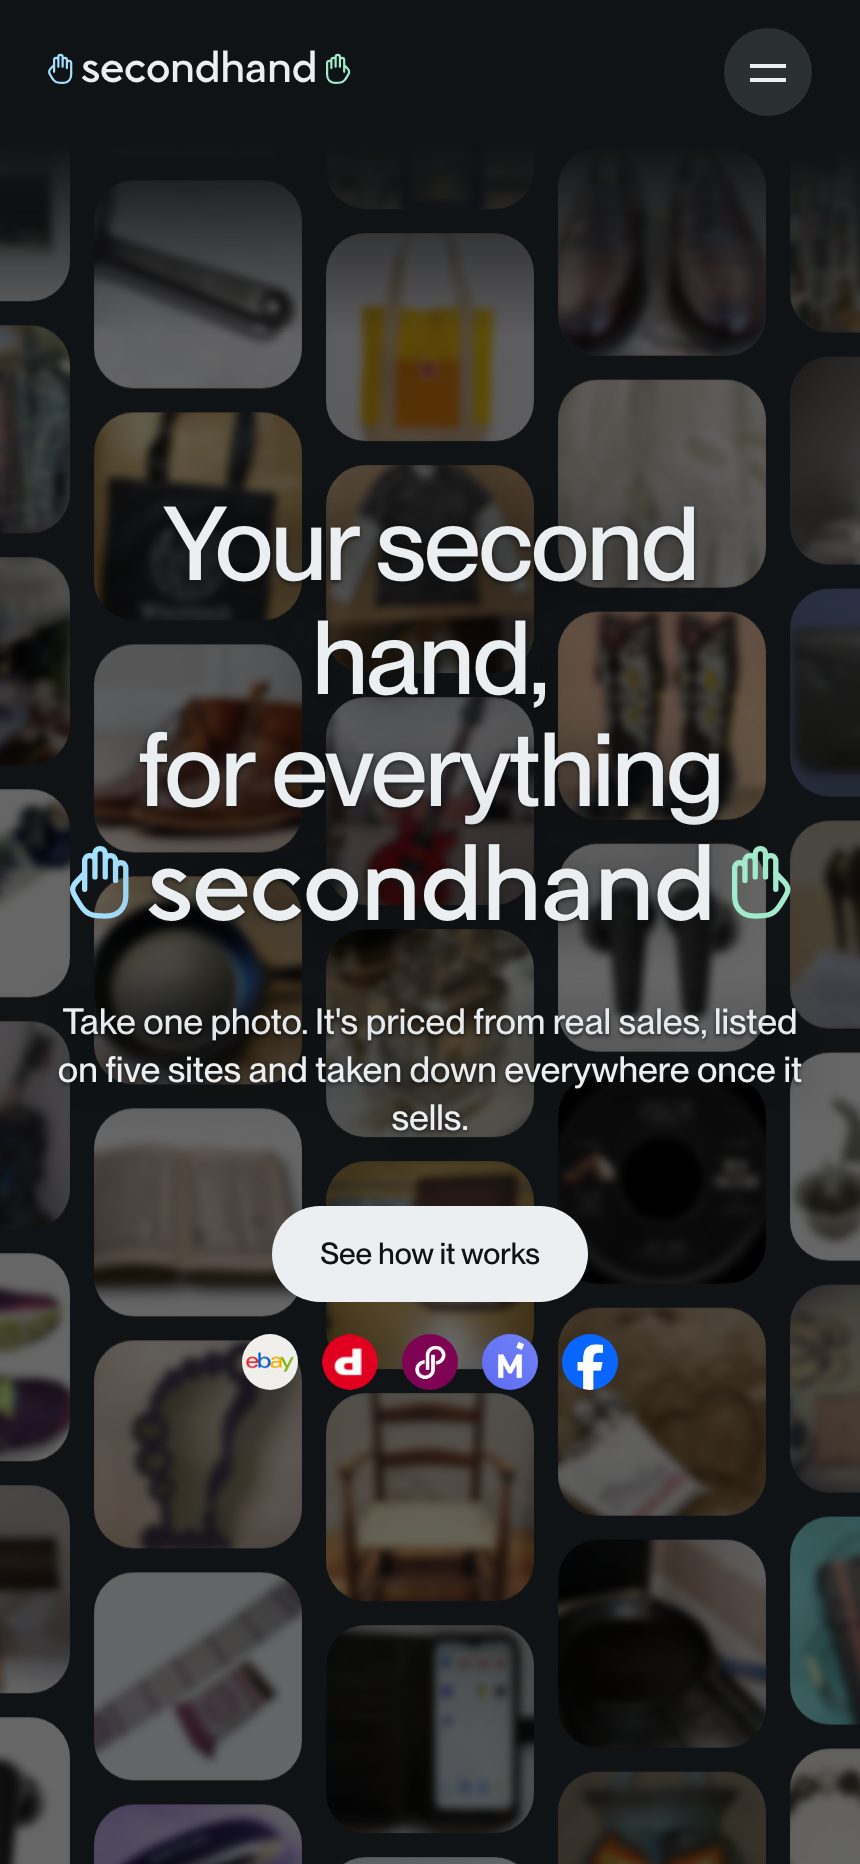 secondhand
Your second
hand,
for everything
secondhand
Take one photo. It's priced from real sales, listed
on five sites and taken down everywhere once it
sells.
See how it works
ebay